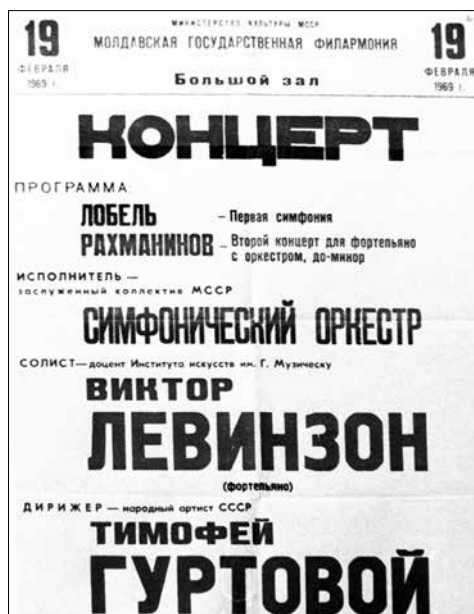 19
ФЕВРАЛЯ
1969 г.
МИНИСТЕРСТВО КУЛЬТУРЫ МССР
МОЛДАВСКАЯ ГОСУДАРСТВЕННАЯ ФИЛАРМОНИЯ
Большой зал
19
ФЕВРАЛЯ
1969 г.
КОНЦЕРТ
ПРОГРАММА:
ЛОБЕЛЬ – Первая симфония
РАХМАНИНОВ – Второй концерт для фортепьяно
с оркестром, до-минор
ИСПОЛНИТЕЛЬ —
заслуженный коллектив МССР
СИМФОНИЧЕСКИЙ ОРКЕСТР
СОЛИСТ — доцент Института искусств им. Г. Музическу
ВИКТОР
ЛЕВИНЗОН
(фортепьяно)
ДИРИЖЕР — народный артист СССР
ТИМОФЕЙ
ГУРТОВОЙ